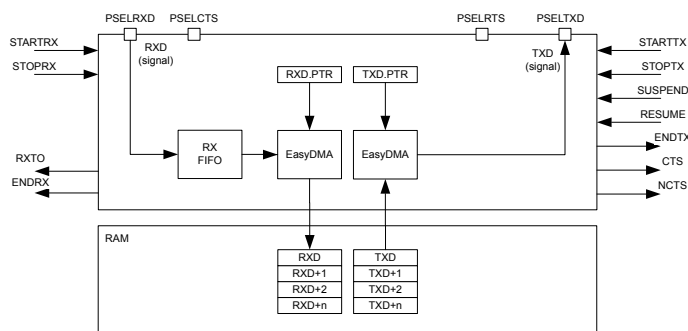 PSELRXD
PSELCTS
PSELRTS
PSELTXD
STARTRX
STOPRX
RXD
(signal)
TXD
(signal)
STARTTX
STOPTX
SUSPEND
RESUME
RXD.PTR
TXD.PTR
RX
FIFO
EasyDMA
EasyDMA
RXTO
ENDRX
ENDTX
CTS
NCTS
RAM
RXD
RXD+1
RXD+2
RXD+n
TXD
TXD+1
TXD+2
TXD+n